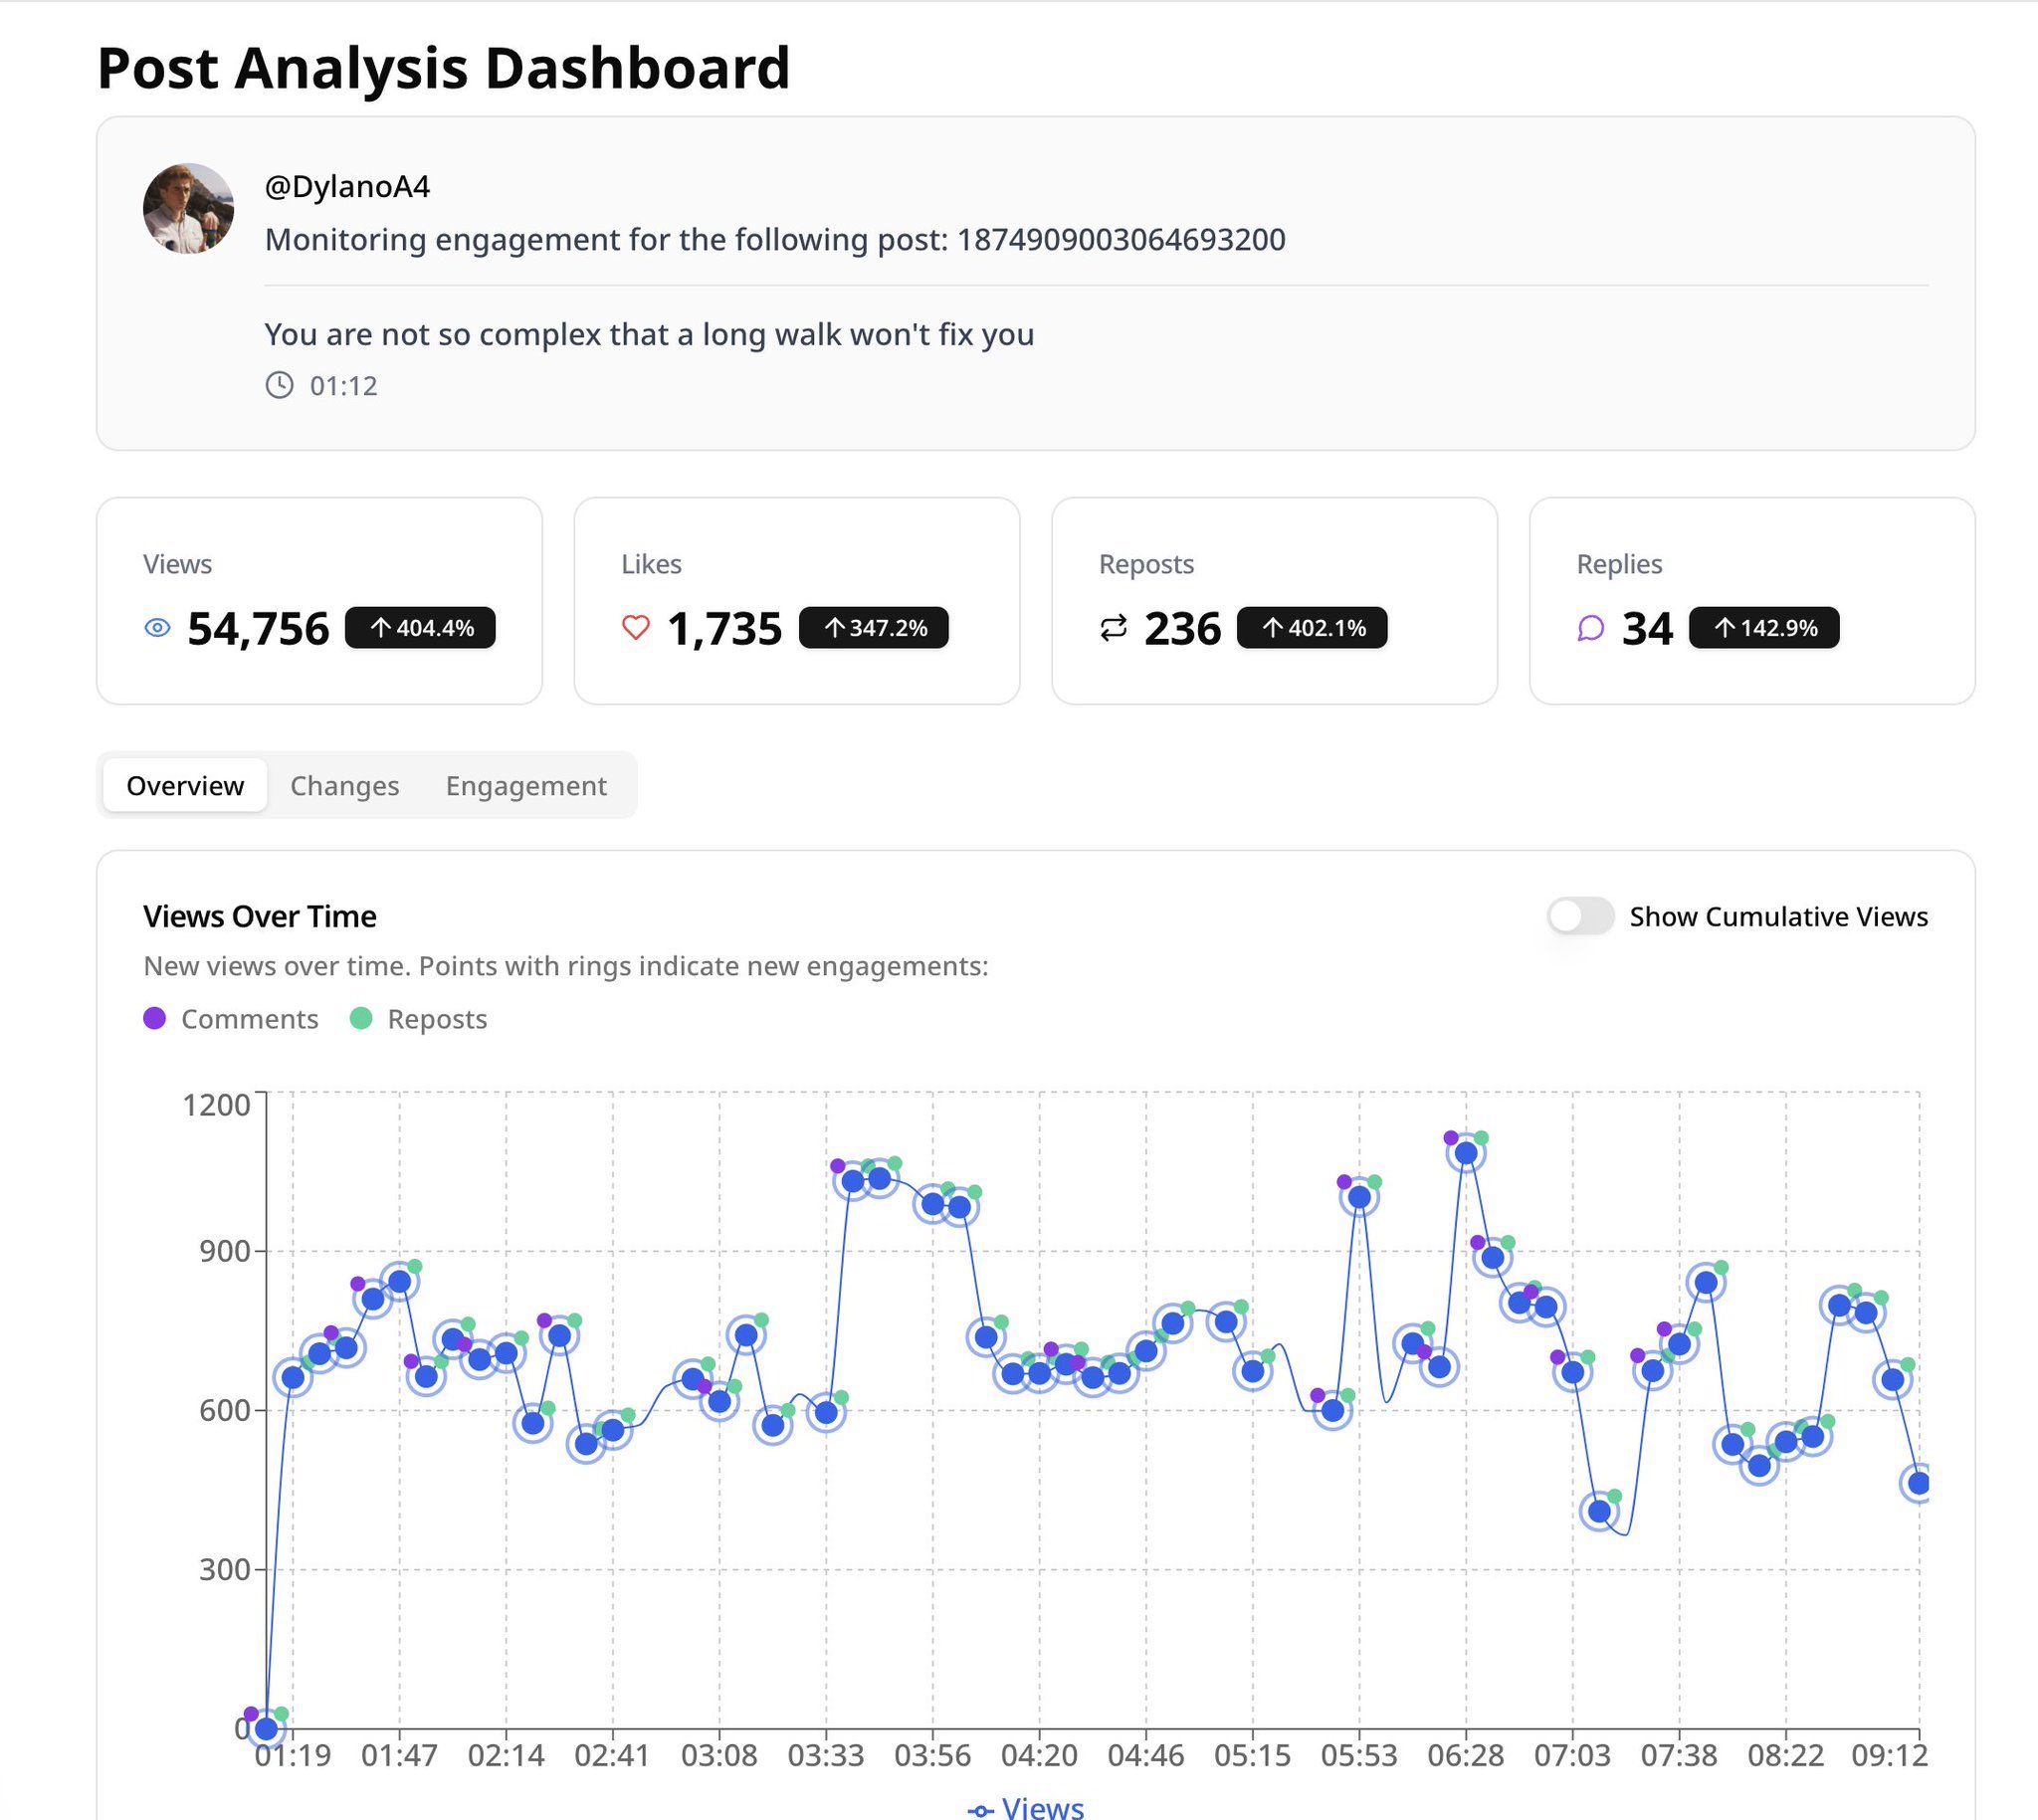 Post Analysis Dashboard
@DylanoA4
Monitoring engagement for the following post: 1874909003064693200
You are not so complex that a long walk won't fix you
01:12
Views
54,756 ↑404.4%
Likes
1,735 ↑347.2%
Reposts
236 ↑402.1%
Replies
34 ↑142.9%
Overview Changes Engagement
Views Over Time
Show Cumulative Views
New views over time. Points with rings indicate new engagements:
Comments Reposts
1200
900
600
300
0
01:19 01:47 02:14 02:41 03:08 03:33 03:56 04:20 04:46 05:15 05:53 06:28 07:03 07:38 08:22 09:12
Views